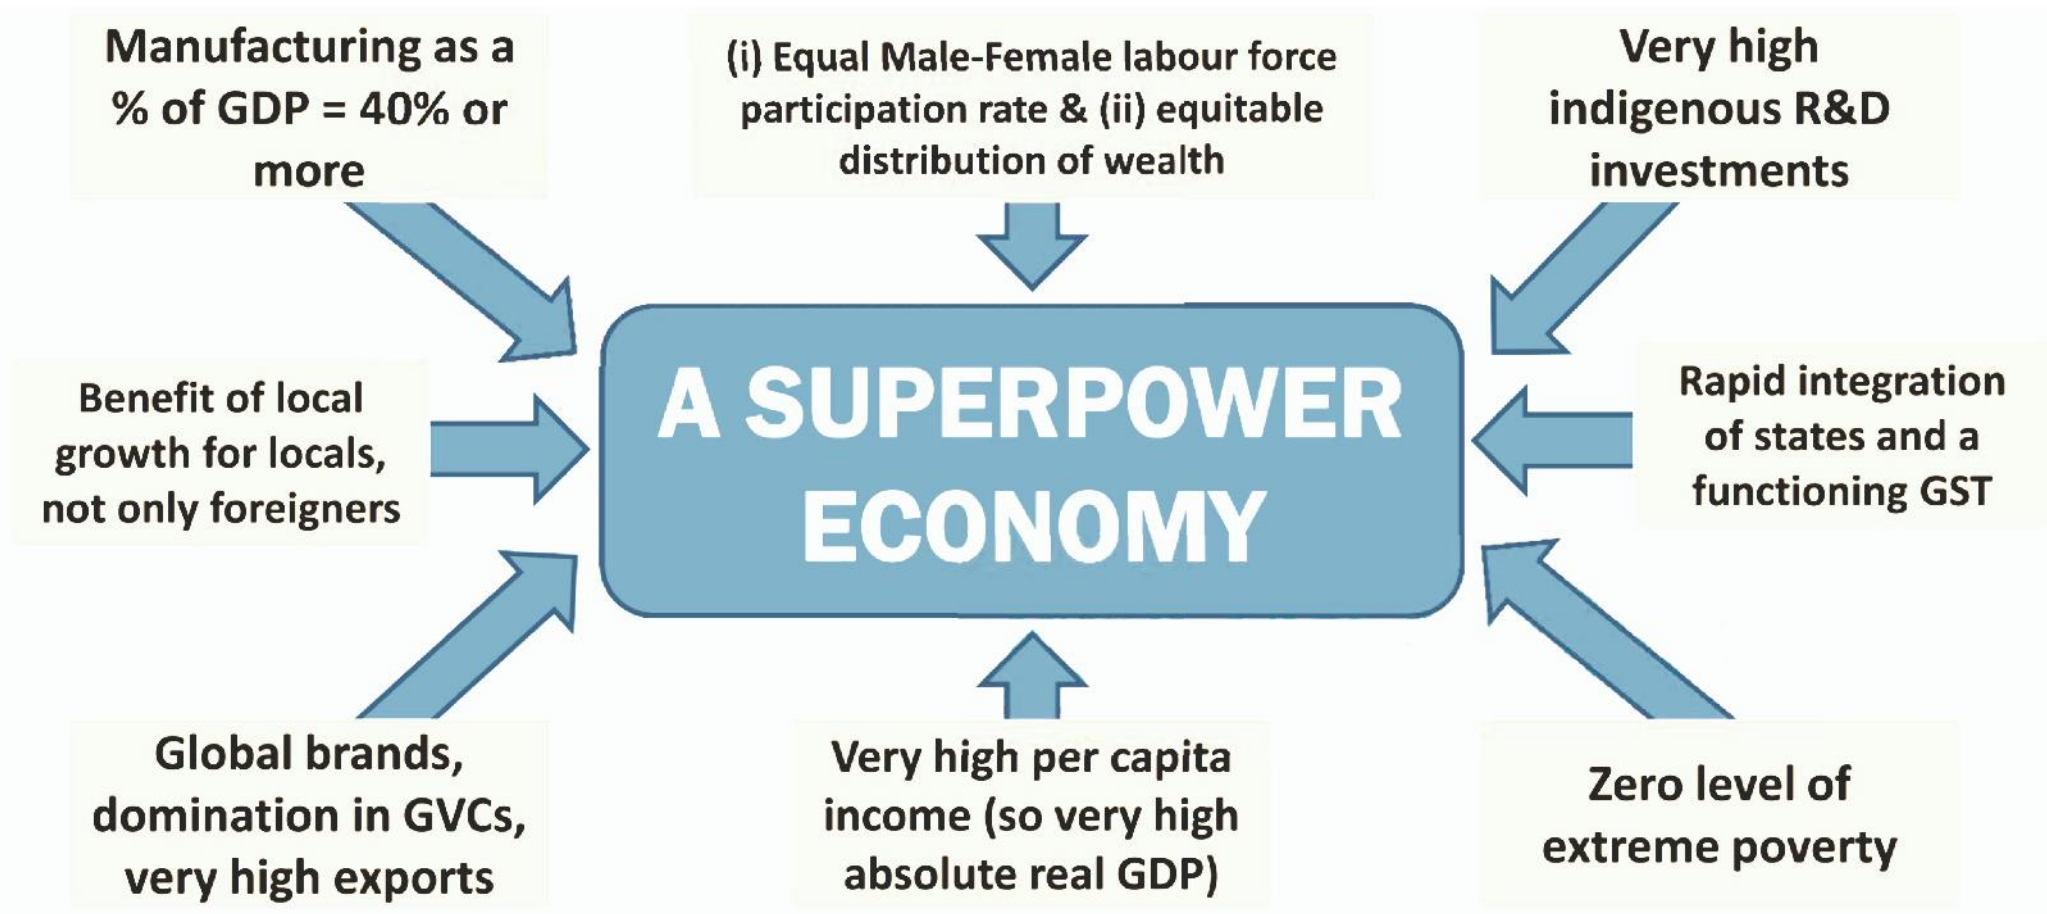 Manufacturing as a
% of GDP = 40% or
more
(i) Equal Male-Female labour force
participation rate & (ii) equitable
distribution of wealth
Very high
indigenous R&D
investments
Benefit of local
growth for locals,
not only foreigners
A SUPERPOWER
ECONOMY
Rapid integration
of states and a
functioning GST
Global brands,
domination in GVCs,
very high exports
Very high per capita
income (so very high
absolute real GDP)
Zero level of
extreme poverty